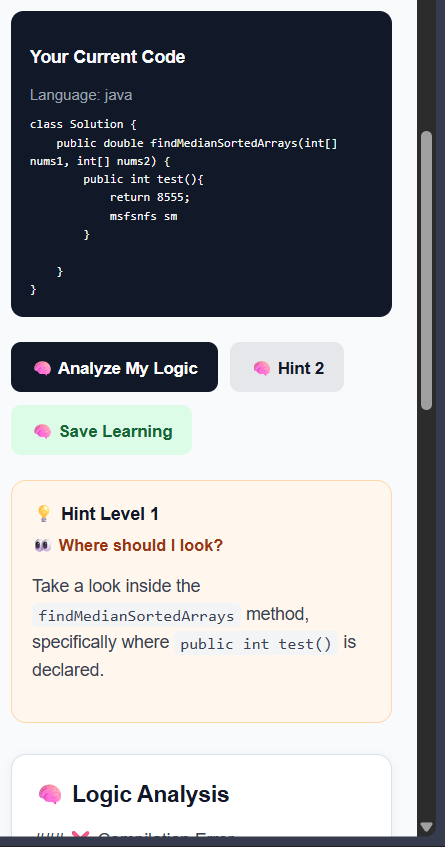 Your Current Code
Language: java
class Solution {
    public double findMedianSortedArrays(int[]
nums1, int[] nums2) {
        public int test(){
            return 8555;
            msfsnfs sm
        }
    }
}
🧠 Analyze My Logic
🧠 Hint 2
🧠 Save Learning
💡 Hint Level 1
👀 Where should I look?
Take a look inside the
findMedianSortedArrays method,
specifically where public int test() is
declared.
🧠 Logic Analysis
### ❌ Compilation Error